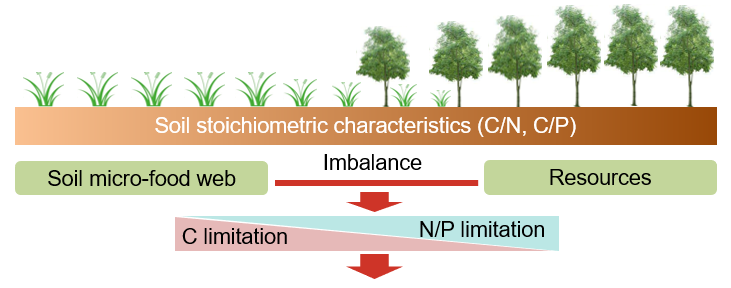 Soil stoichiometric characteristics (C/N, C/P)
Imbalance
Soil micro-food web
Resources
N/P limitation
C limitation